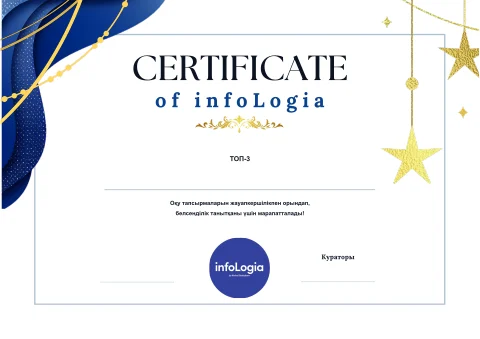 CERTIFICATE
of infoLogia
ТОП-3
Оқу тапсырмаларын жауапкершілікпен орындап,
белсенділік танытқаны үшін марапатталады!
infoLogia
Кураторы